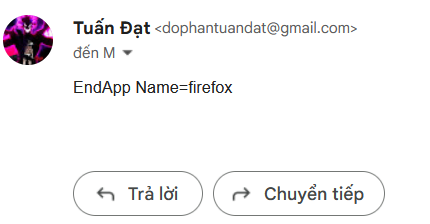 Tuấn Đạt <dophantuandat@gmail.com>
đến M
EndApp Name=firefox
Trả lời
Chuyển tiếp